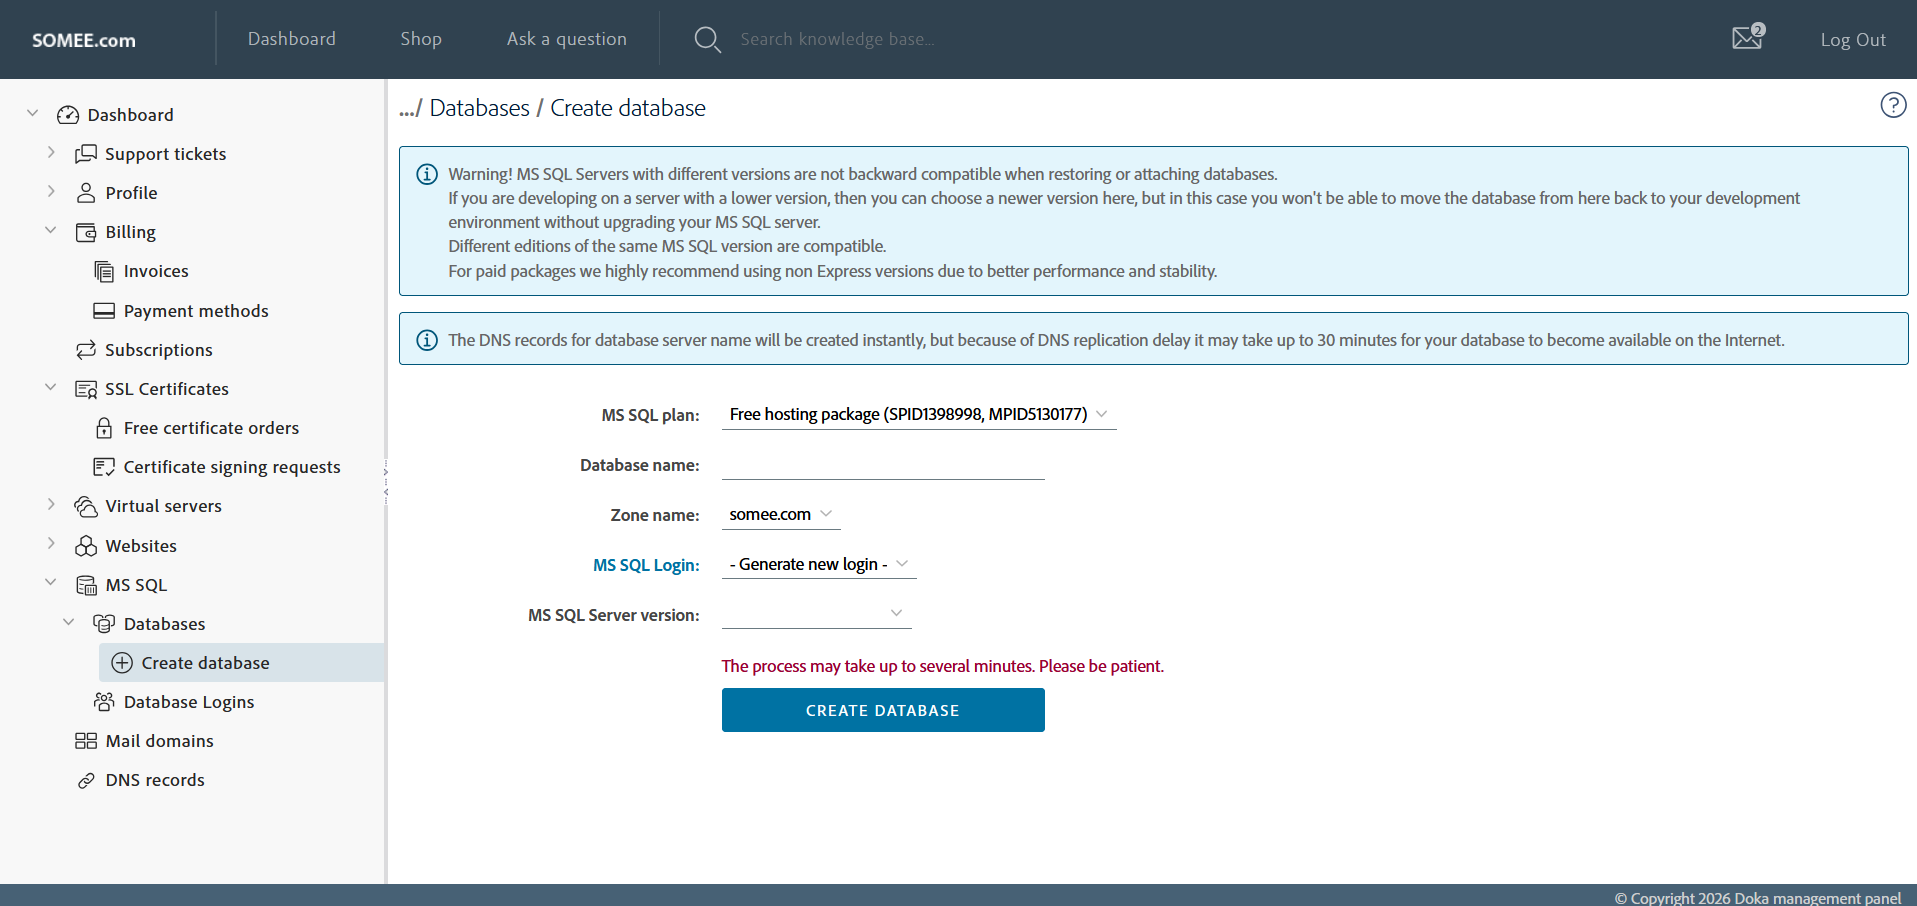 SOMEE.com
Dashboard
Shop
Ask a question
Search knowledge base...
2
Log Out
Dashboard
Support tickets
Profile
Billing
Invoices
Payment methods
Subscriptions
SSL Certificates
Free certificate orders
Certificate signing requests
Virtual servers
Websites
MS SQL
Databases
Create database
Database Logins
Mail domains
DNS records
.../ Databases / Create database
?
Warning! MS SQL Servers with different versions are not backward compatible when restoring or attaching databases.
If you are developing on a server with a lower version, then you can choose a newer version here, but in this case you won't be able to move the database from here back to your development
environment without upgrading your MS SQL server.
Different editions of the same MS SQL version are compatible.
For paid packages we highly recommend using non Express versions due to better performance and stability.
The DNS records for database server name will be created instantly, but because of DNS replication delay it may take up to 30 minutes for your database to become available on the Internet.
MS SQL plan: Free hosting package (SPID1398998, MPID5130177)
Database name:
Zone name: somee.com
MS SQL Login: - Generate new login -
MS SQL Server version:
The process may take up to several minutes. Please be patient.
CREATE DATABASE
© Copyright 2026 Doka management panel